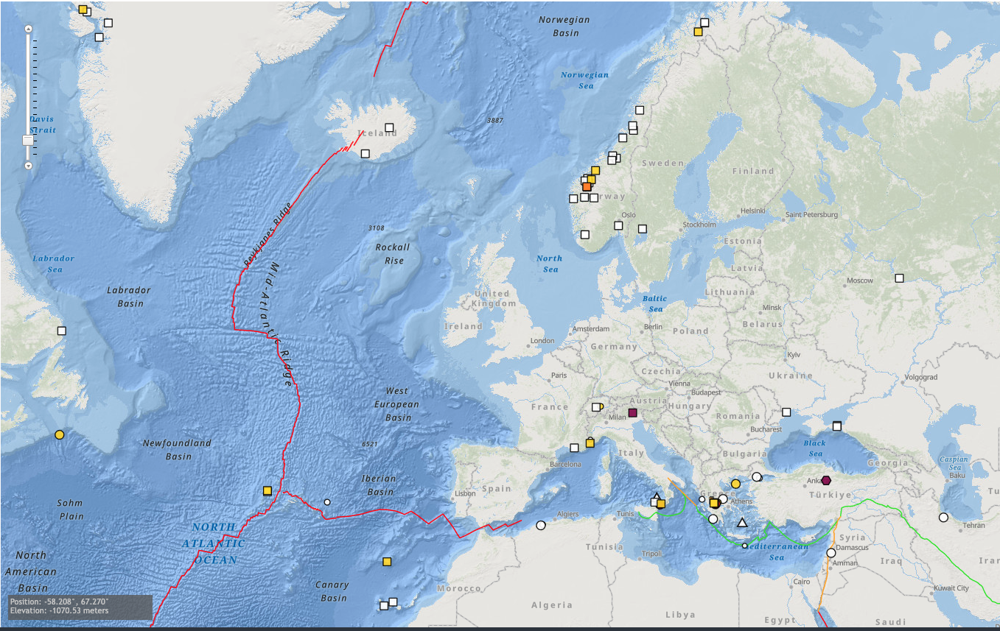 Norwegian
Basin
Norwegian
Sea
Davis
Strait
3887
Iceland
Sweden
Finland
Norway
Oslo
Helsinki
Saint Petersburg
Stockholm
Estonia
Reykjanes Ridge
3108
Rockall
Rise
Labrador
Sea
North
Sea
Latvia
Moscow
Mid-Atlantic Ridge
Labrador
Basin
United
Kingdom
Baltic
Sea
Lithuania
Minsk
Ireland
Amsterdam
Berlin
Poland
Belarus
London
Germany
Kyiv
Paris
Czechia
Ukraine
Volgograd
West
European
Basin
Vienna
Budapest
France
Austria
Hungary
Milan
Romania
Bucharest
6521
Newfoundland
Basin
Italy
Bulgaria
Black
Sea
Georgia
Caspian
Sea
Baku
Barcelona
Iberian
Basin
Lisbon
Spain
Greece
Athens
Anka
Türkiye
Tu
Sohm
Plain
Algiers
Tunis
Tehran
NORTH
ATLANTIC
OCEAN
Tunisia
Tripoli
Mediterranean
Sea
Syria
Damascus
Iraq
Iran
North
American
Basin
Amman
Cairo
Kuwait City
Canary
Basin
Morocco
Algeria
Libya
Egypt
Saudi
Position: -58.208°, 67.270°
Elevation: -1070.53 meters